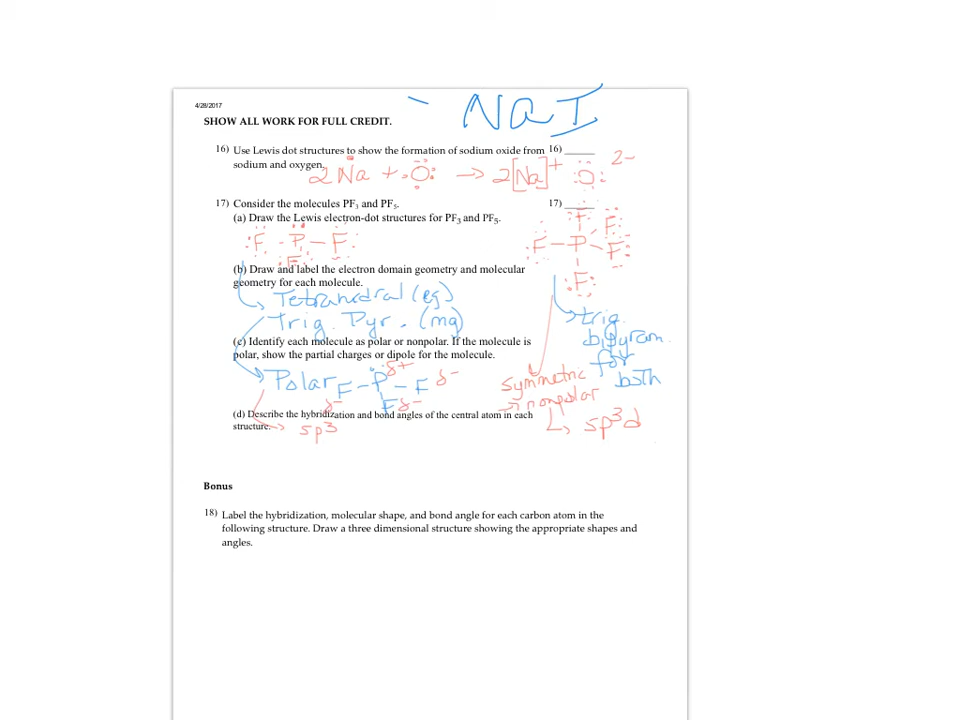 4/28/2017
Na I
SHOW ALL WORK FOR FULL CREDIT.
16) Use Lewis dot structures to show the formation of sodium oxide from 16) _____
sodium and oxygen.
2 Na + O → 2[Na]+ O 2-
17) Consider the molecules PF3 and PF5. 17) _____
(a) Draw the Lewis electron-dot structures for PF3 and PF5.
F F
F - P - F F - P F
F F
(b) Draw and label the electron domain geometry and molecular
geometry for each molecule.
Tetrahedral (eg)
Trig. Pyr. (mg) trig.
bipyram.
for
both
(c) Identify each molecule as polar or nonpolar. If the molecule is
polar, show the partial charges or dipole for the molecule.
Polar F - P δ+ - F δ- symmetric
δ- F δ- → nonpolar
(d) Describe the hybridization and bond angles of the central atom in each
structure. → sp3 sp3d
Bonus
18) Label the hybridization, molecular shape, and bond angle for each carbon atom in the
following structure. Draw a three dimensional structure showing the appropriate shapes and
angles.